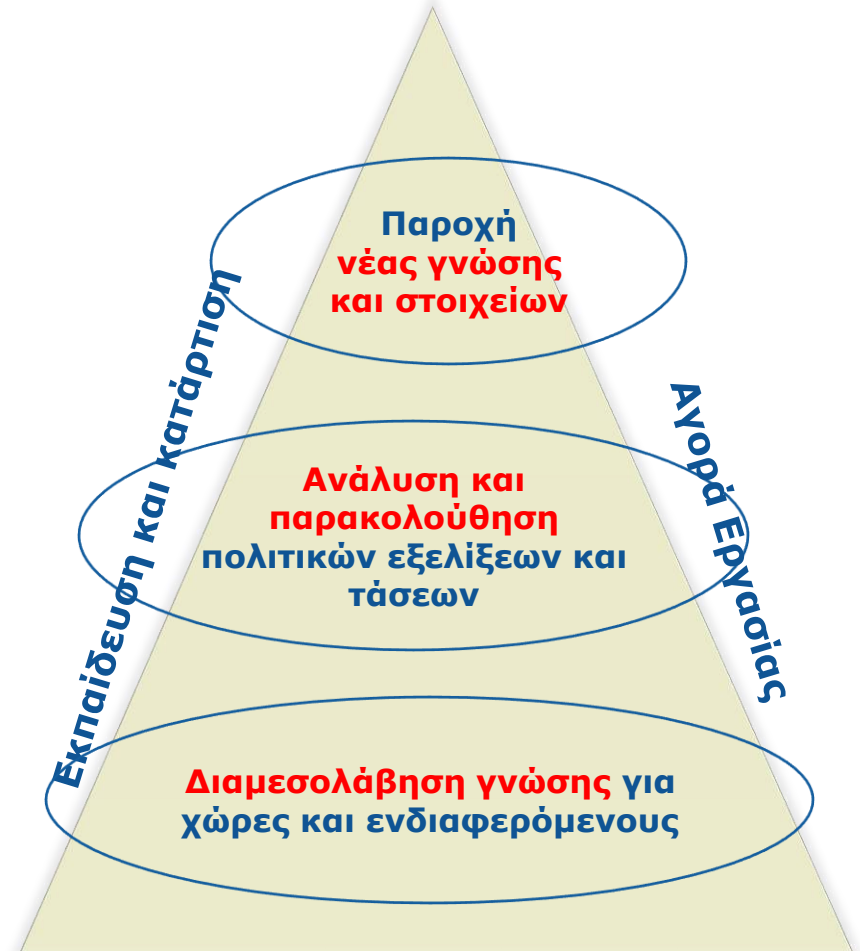 Παροχή
νέας γνώσης
και στοιχείων
Εκπαίδευση και κατάρτιση
Αγορά Εργασίας
Ανάλυση και
παρακολούθηση
πολιτικών εξελίξεων και
τάσεων
Διαμεσολάβηση γνώσης για
χώρες και ενδιαφερόμενους